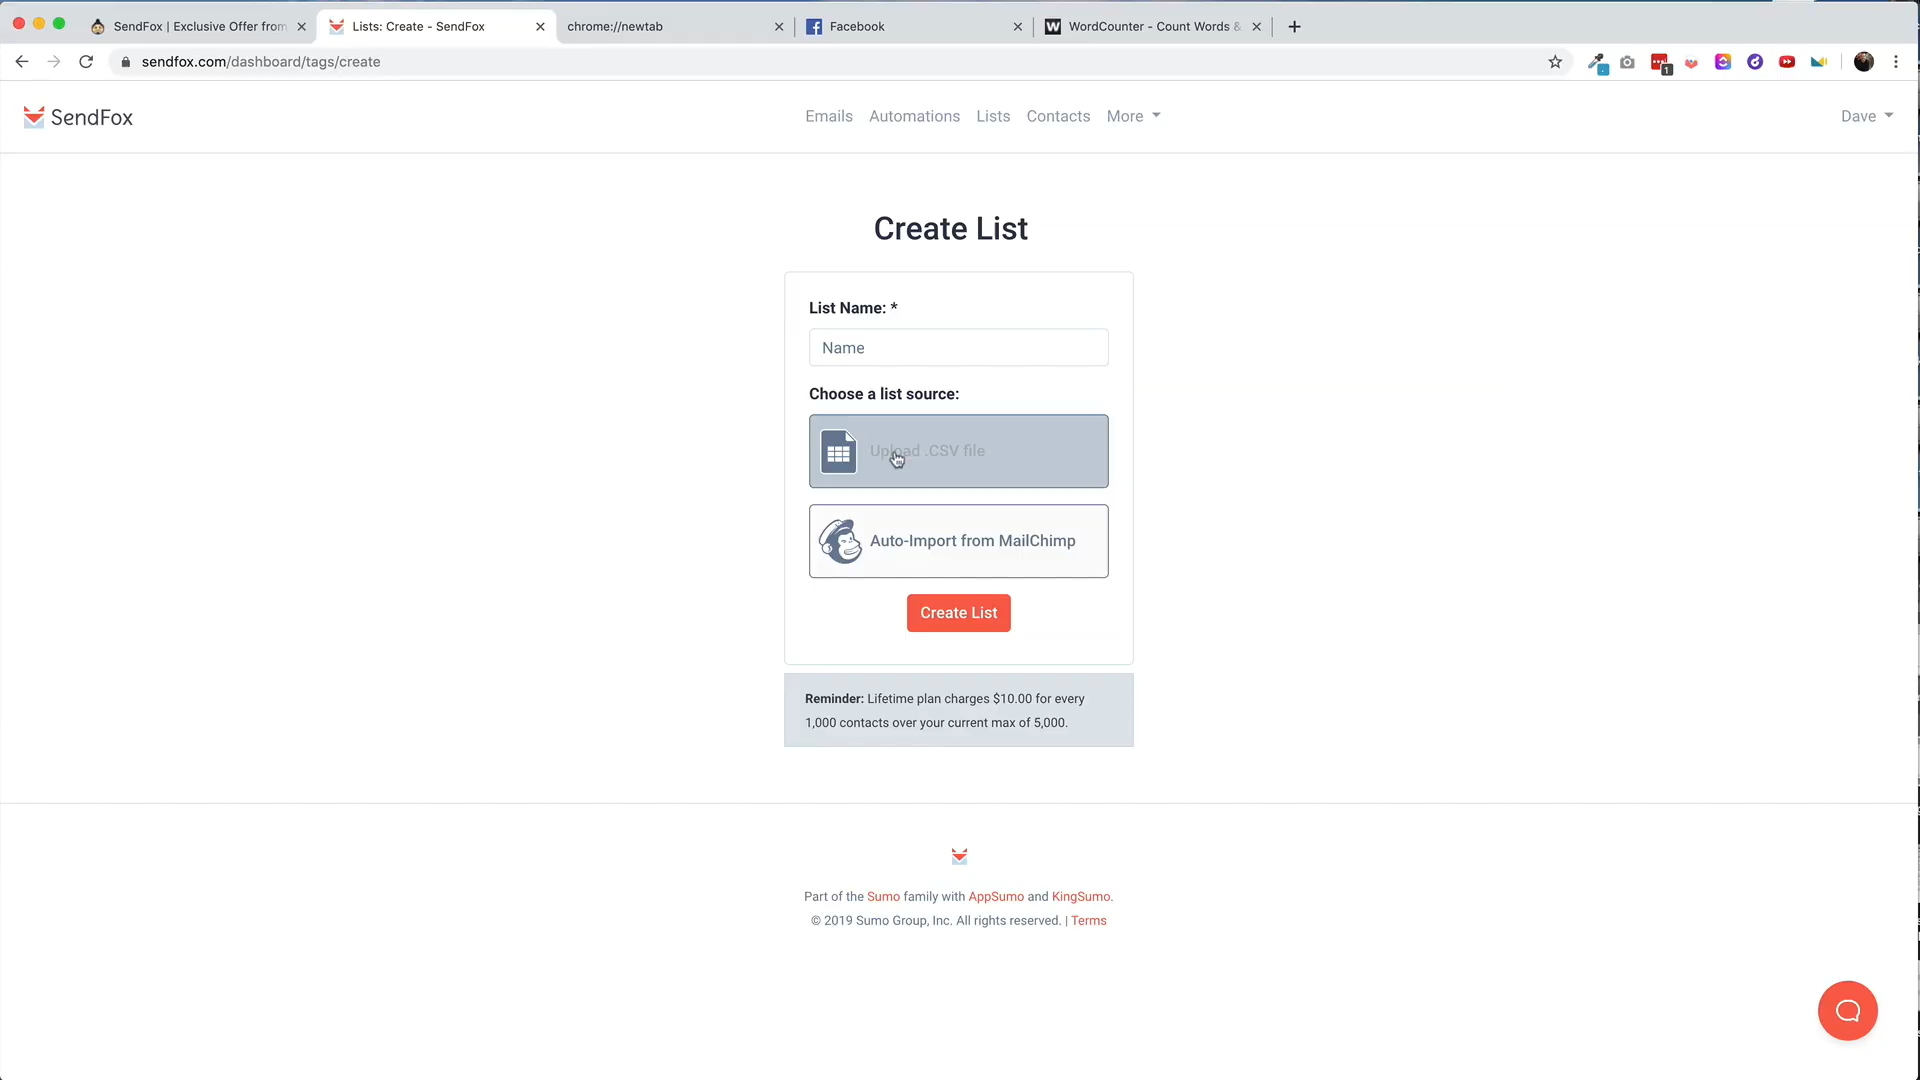 SendFox | Exclusive Offer from
Lists: Create - SendFox
chrome://newtab
Facebook
W
WordCounter - Count Words &
sendfox.com/dashboard/tags/create
1
SendFox
Emails
Automations
Lists
Contacts
More
Dave
Create List
List Name: *
Name
Choose a list source:
Upload .CSV file
Auto-Import from MailChimp
Create List
Reminder: Lifetime plan charges $10.00 for every
1,000 contacts over your current max of 5,000.
Part of the Sumo family with AppSumo and KingSumo.
© 2019 Sumo Group, Inc. All rights reserved. | Terms